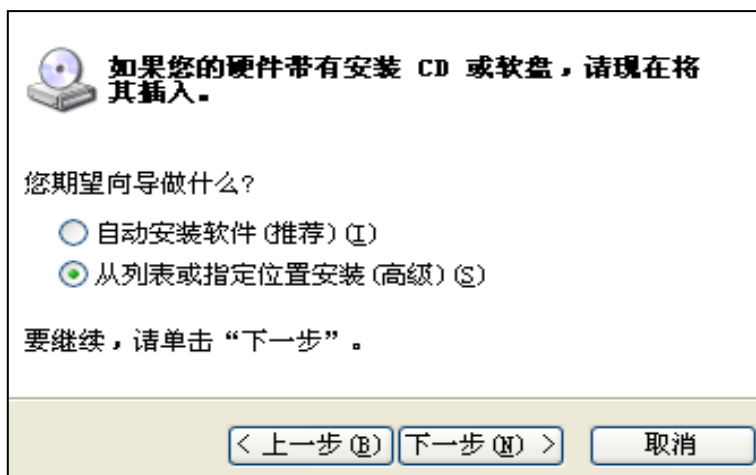 如果您的硬件带有安装 CD 或软盘，请现在将
其插入。
您期望向导做什么?
自动安装软件(推荐)(I)
从列表或指定位置安装(高级)(S)
要继续，请单击“下一步”。
< 上一步(B)
下一步(N) >
取消